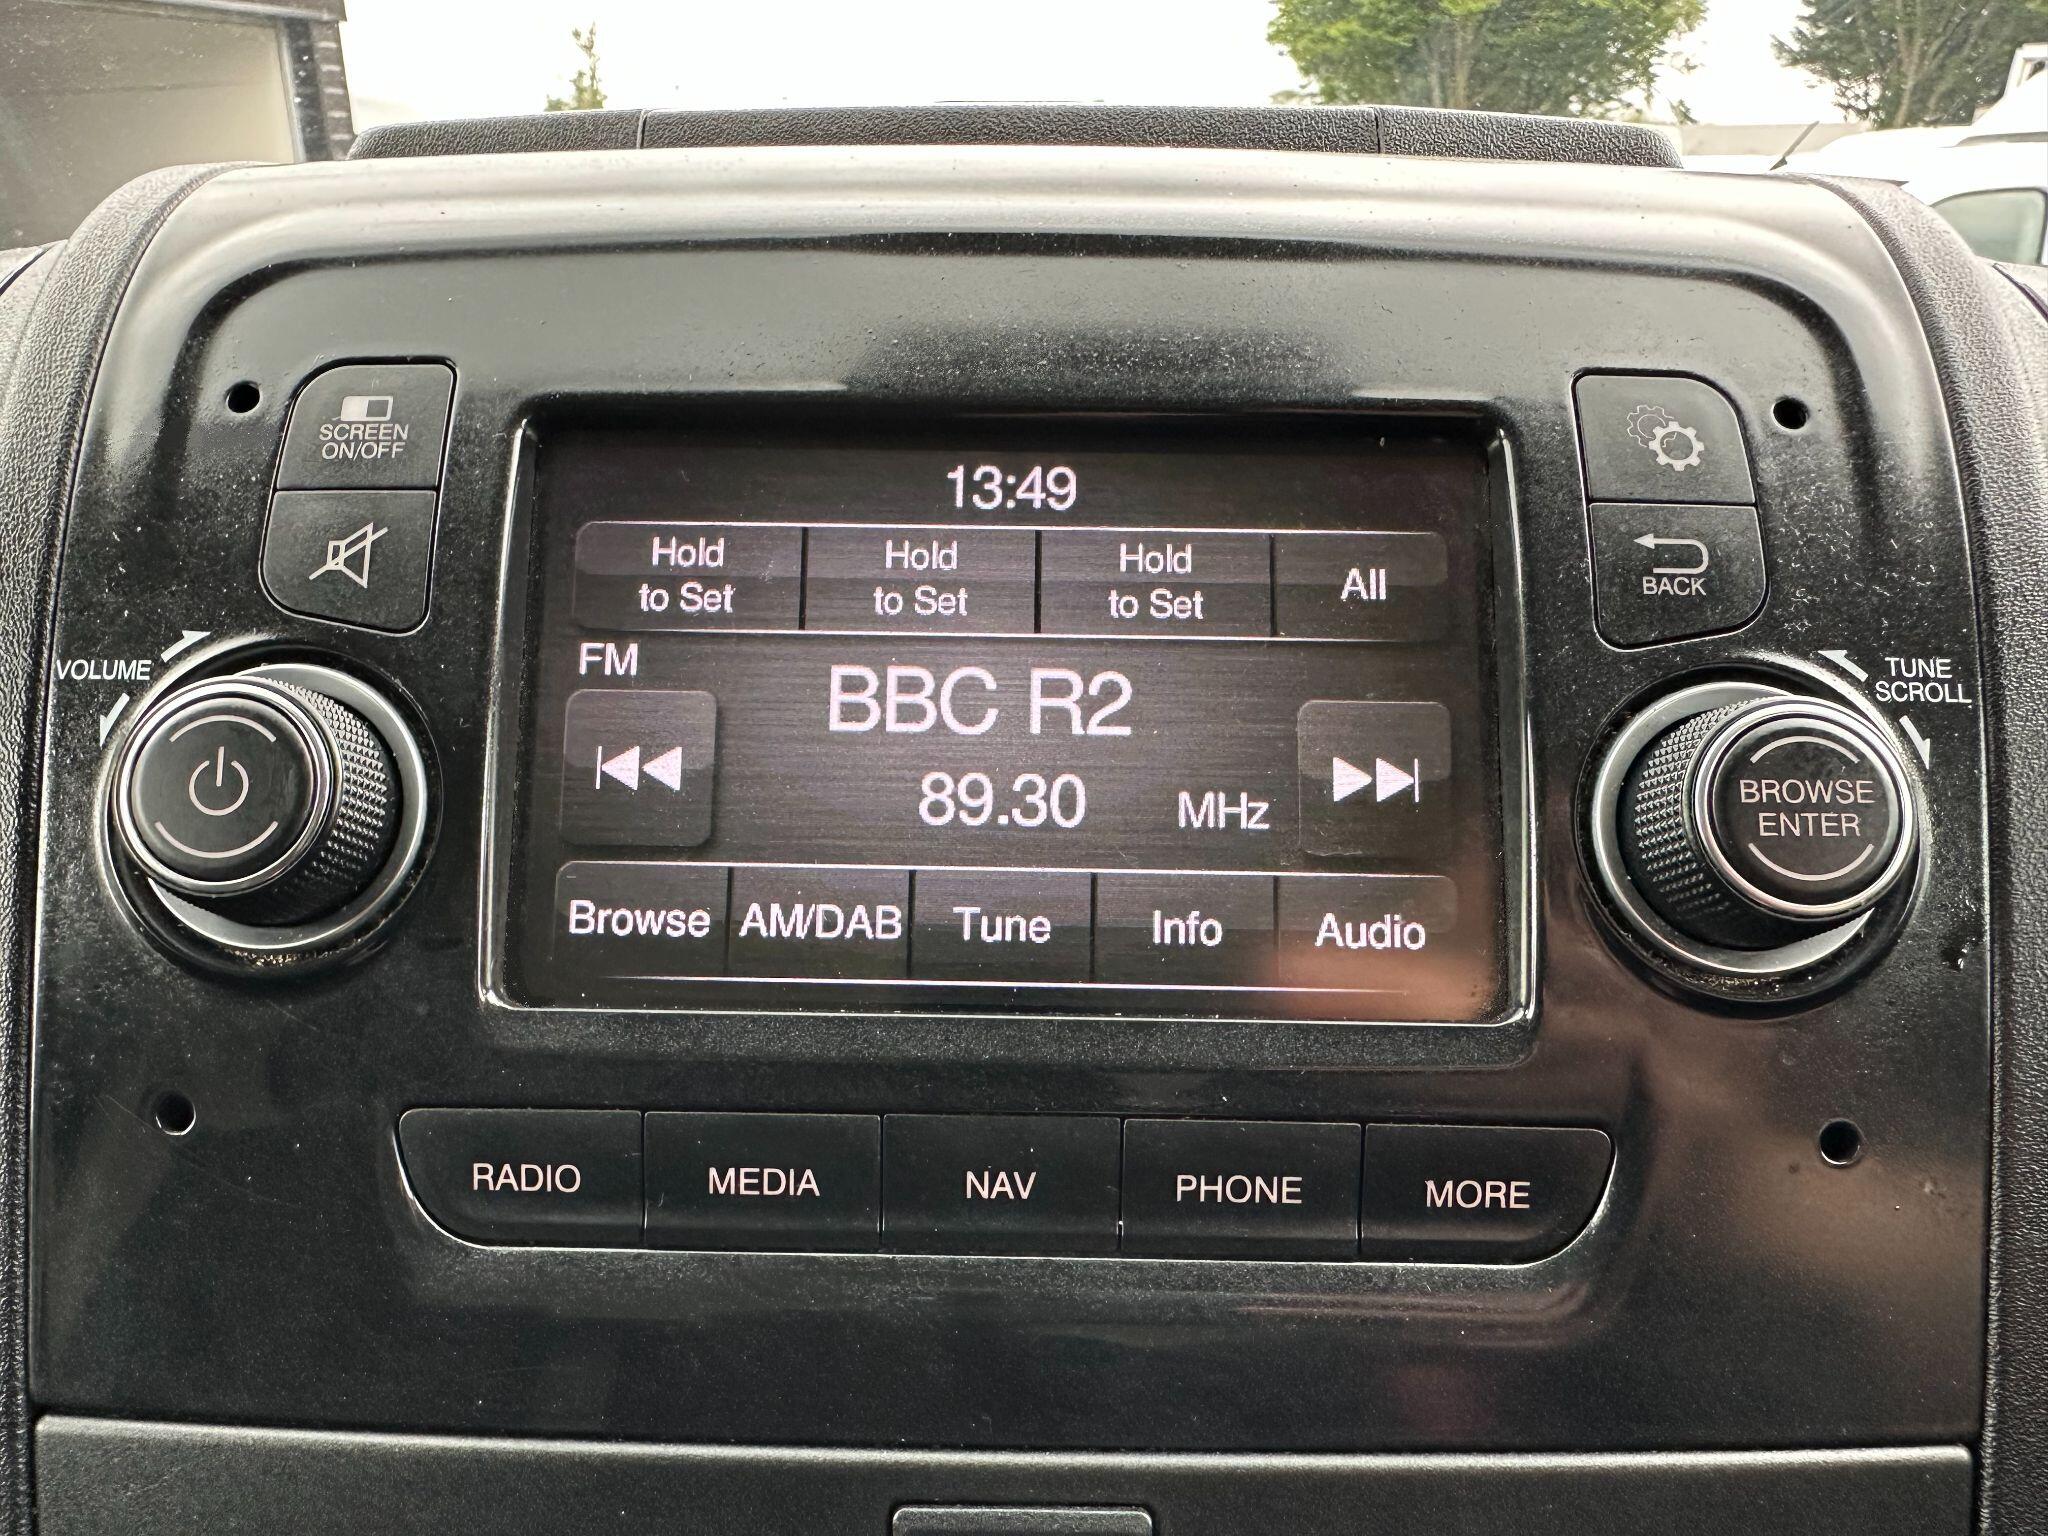 SCREEN
ON/OFF
13:49
Hold
to Set
Hold
to Set
Hold
to Set
All
BACK
FM
BBC R2
89.30 MHz
VOLUME
TUNE
SCROLL
BROWSE
ENTER
Browse
AM/DAB
Tune
Info
Audio
RADIO
MEDIA
NAV
PHONE
MORE